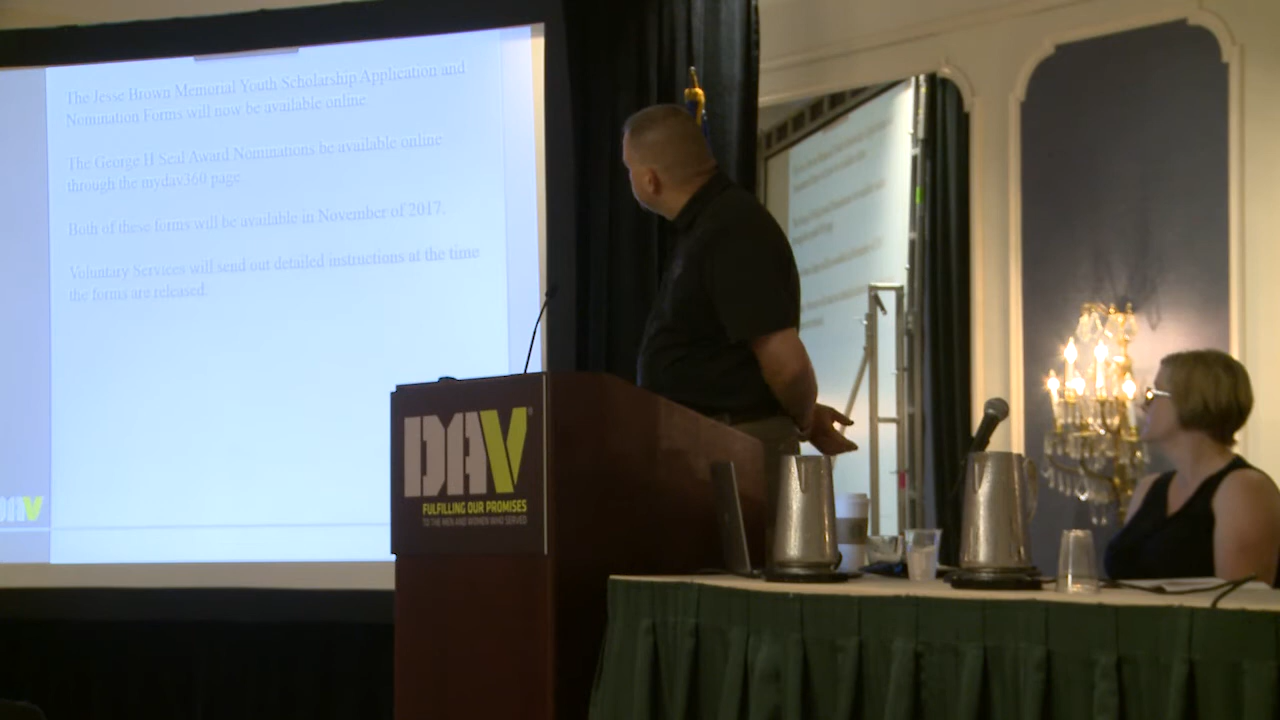 The Jesse Brown Memorial Youth Scholarship Application and
Nomination Forms will now be available online
The George H Seal Award Nominations be available online
through the mydav360 page.
Both of these forms will be available in November of 2017.
Voluntary Services will send out detailed instructions at the time
the forms are released.
DAV
DAV
FULFILLING OUR PROMISES
TO THE MEN AND WOMEN WHO SERVED